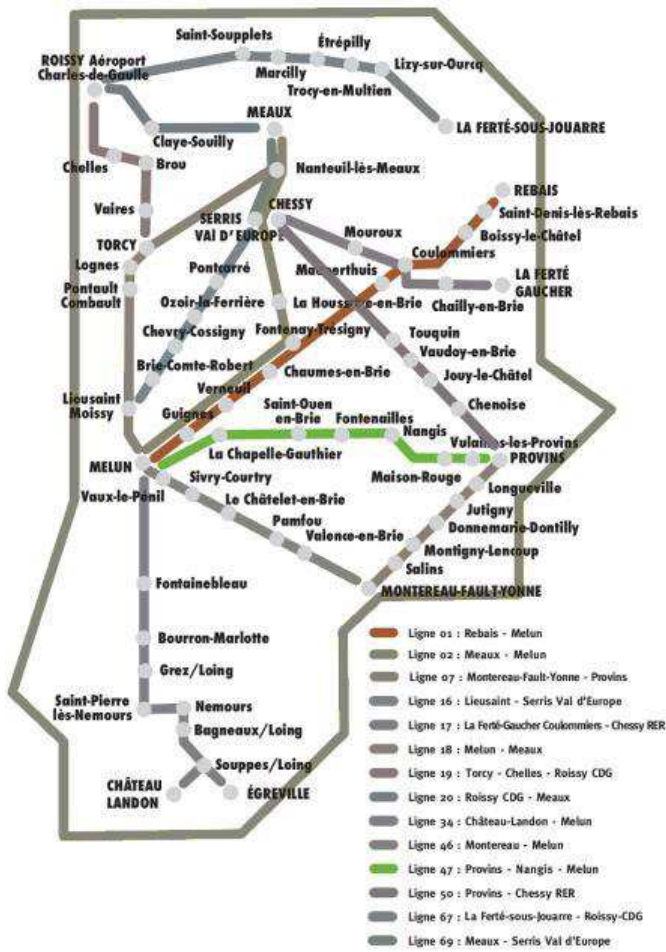 Saint-Soupplets
Étrépilly
ROISSY Aéroport
Charles-de-Gaulle
Marcilly
Lizy-sur-Ourcq
Trocy-en-Multien
MEAUX
LA FERTÉ-SOUS-JOUARRE
Claye-Souilly
Chelles
Brou
Nanteuil-lès-Meaux
REBAIS
Vaires
SERRIS
VAL D'EUROPE
CHESSY
Saint-Denis-lès-Rebais
Mouroux
Boissy-le-Châtel
TORCY
Coulommiers
Lognes
Pontault
Combault
Pontcarré
Mauperthuis
LA FERTÉ
GAUCHER
Ozoir-la-Ferrière
La Houssaye-en-Brie
Chailly-en-Brie
Chevry-Cossigny
Fontenay-Trésigny
Touquin
Vaudoy-en-Brie
Brie-Comte-Robert
Chaumes-en-Brie
Jouy-le-Châtel
Lieusaint
Moissy
Verneuil
Guignes
Saint-Ouen
en-Brie
Fontenailles
Chenoise
Nangis
Vulaines-les-Provins
MELUN
La Chapelle-Gauthier
Maison-Rouge
PROVINS
Vaux-le-Pénil
Sivry-Courtry
Longueville
Le Châtelet-en-Brie
Jutigny
Pamfou
Donnemarie-Dontilly
Valence-en-Brie
Montigny-Lencoup
Salins
Fontainebleau
MONTEREAU-FAULT-YONNE
Bourron-Marlotte
Grez/Loing
Saint-Pierre
lès-Nemours
Nemours
Bagneaux/Loing
Souppes/Loing
CHÂTEAU
LANDON
ÉGREVILLE
Ligne 01 : Rebais - Melun
Ligne 02 : Meaux - Melun
Ligne 07 : Montereau-Fault-Yonne - Provins
Ligne 16 : Lieusaint - Serris Val d'Europe
Ligne 17 : La Ferté-Gaucher Coulommiers - Chessy RER
Ligne 18 : Melun - Meaux
Ligne 19 : Torcy - Chelles - Roissy CDG
Ligne 20 : Roissy CDG - Meaux
Ligne 34 : Château-Landon - Melun
Ligne 46 : Montereau - Melun
Ligne 47 : Provins - Nangis - Melun
Ligne 50 : Provins - Chessy RER
Ligne 67 : La Ferté-sous-Jouarre - Roissy-CDG
Ligne 69 : Meaux - Serris Val d'Europe